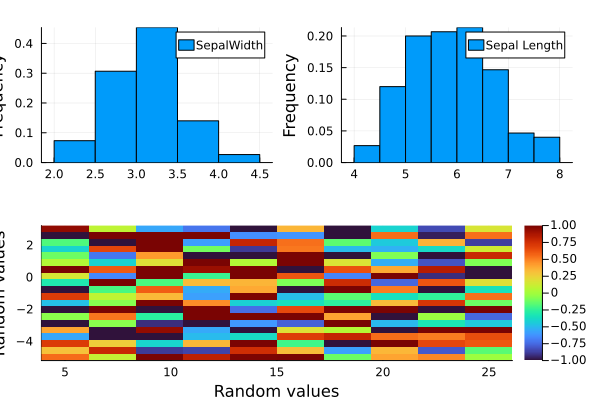 Frequency
0.4
0.3
0.2
0.1
0.0
SepalWidth
2.0 2.5 3.0 3.5 4.0 4.5
Frequency
0.20
0.15
0.10
0.05
0.00
Sepal Length
4 5 6 7 8
Random values
2
0
−2
−4
5 10 15 20 25
Random values
1.00
0.75
0.50
0.25
0
−0.25
−0.50
−0.75
−1.00